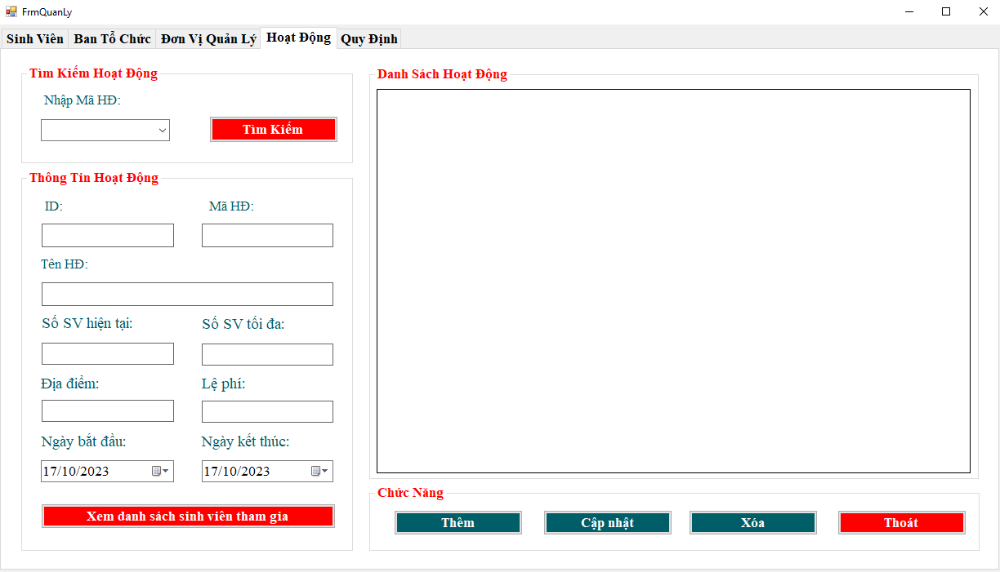 FrmQuanLy
Sinh Viên Ban Tổ Chức Đơn Vị Quản Lý Hoạt Động Quy Định
Tìm Kiếm Hoạt Động
Nhập Mã HĐ:
Tìm Kiếm
Thông Tin Hoạt Động
ID: Mã HĐ:
Tên HĐ:
Số SV hiện tại: Số SV tối đa:
Địa điểm: Lệ phí:
Ngày bắt đầu: Ngày kết thúc:
17/10/2023 17/10/2023
Xem danh sách sinh viên tham gia
Danh Sách Hoạt Động
Chức Năng
Thêm Cập nhật Xóa Thoát